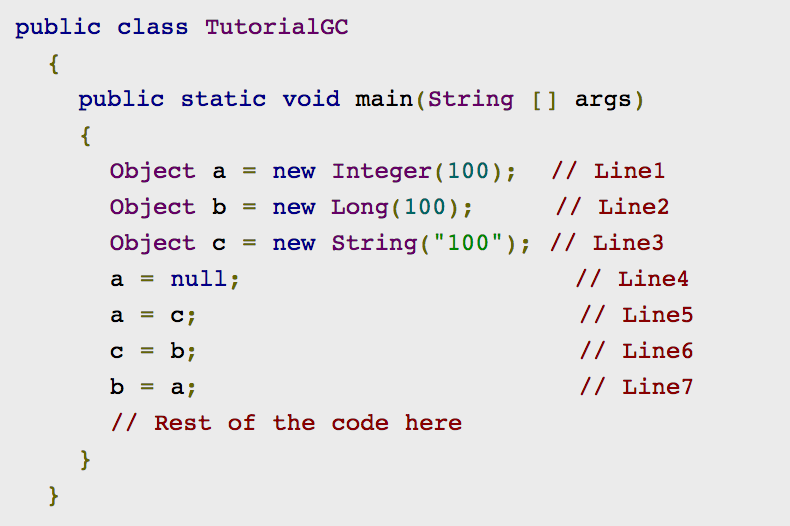 public class TutorialGC
{
public static void main(String [] args)
{
Object a = new Integer(100); // Line1
Object b = new Long(100); // Line2
Object c = new String("100"); // Line3
a = null; // Line4
a = c; // Line5
c = b; // Line6
b = a; // Line7
// Rest of the code here
}
}